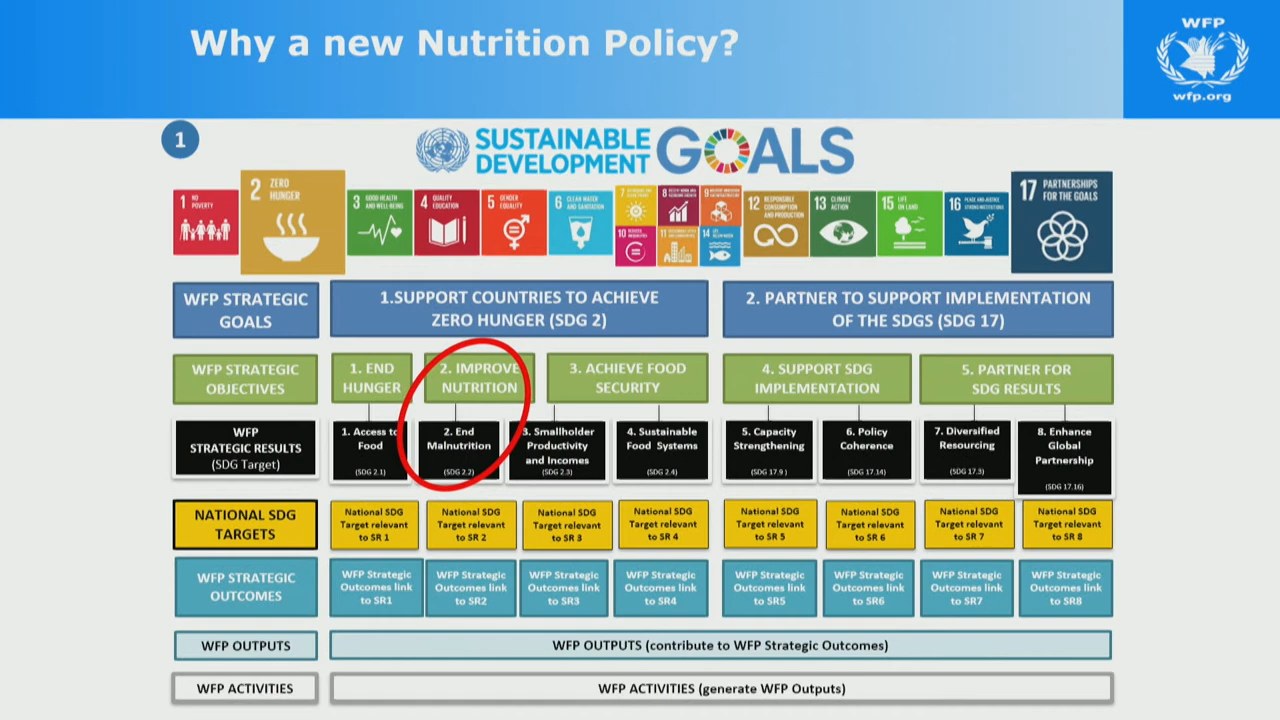 Why a new Nutrition Policy?
WFP
wfp.org
1
SUSTAINABLE
DEVELOPMENT
GOALS
1 NO
POVERTY
2 ZERO
HUNGER
3 GOOD HEALTH
AND WELL-BEING
4 QUALITY
EDUCATION
5 GENDER
EQUALITY
6 CLEAN WATER
AND SANITATION
7
8
9
10
11
14
12 RESPONSIBLE
CONSUMPTION
AND PRODUCTION
13 CLIMATE
ACTION
15 LIFE
ON LAND
16 PEACE AND JUSTICE
STRONG INSTITUTIONS
17 PARTNERSHIPS
FOR THE GOALS
WFP STRATEGIC
GOALS
1.SUPPORT COUNTRIES TO ACHIEVE
ZERO HUNGER (SDG 2)
2. PARTNER TO SUPPORT IMPLEMENTATION
OF THE SDGS (SDG 17)
WFP STRATEGIC
OBJECTIVES
1. END
HUNGER
2. IMPROVE
NUTRITION
3. ACHIEVE FOOD
SECURITY
4. SUPPORT SDG
IMPLEMENTATION
5. PARTNER FOR
SDG RESULTS
WFP
STRATEGIC RESULTS
(SDG Target)
1. Access to
Food
(SDG 2.1)
2. End
Malnutrition
(SDG 2.2)
3. Smallholder
Productivity
and Incomes
(SDG 2.3)
4. Sustainable
Food Systems
(SDG 2.4)
5. Capacity
Strengthening
(SDG 17.9 )
6. Policy
Coherence
(SDG 17.14)
7. Diversified
Resourcing
(SDG 17.3)
8. Enhance
Global
Partnership
(SDG 17.16)
NATIONAL SDG
TARGETS
National SDG
Target relevant
to SR 1
National SDG
Target relevant
to SR 2
National SDG
Target relevant
to SR 3
National SDG
Target relevant
to SR 4
National SDG
Target relevant
to SR 5
National SDG
Target relevant
to SR 6
National SDG
Target relevant
to SR 7
National SDG
Target relevant
to SR 8
WFP STRATEGIC
OUTCOMES
WFP Strategic
Outcomes link
to SR1
WFP Strategic
Outcomes link
to SR2
WFP Strategic
Outcomes link
to SR3
WFP Strategic
Outcomes link
to SR4
WFP Strategic
Outcomes link
to SR5
WFP Strategic
Outcomes link
to SR6
WFP Strategic
Outcomes link
to SR7
WFP Strategic
Outcomes link
to SR8
WFP OUTPUTS
WFP OUTPUTS (contribute to WFP Strategic Outcomes)
WFP ACTIVITIES
WFP ACTIVITIES (generate WFP Outputs)